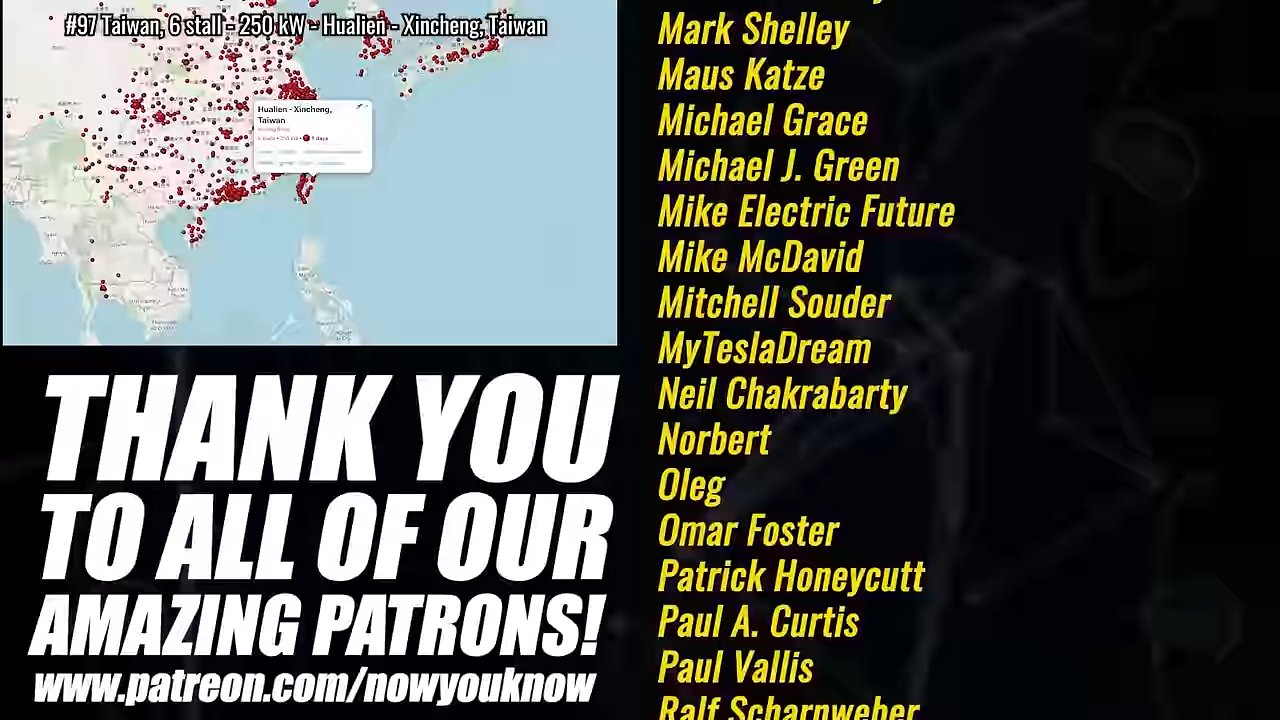 #97 Taiwan, 6 stall - 250 kW - Hualien - Xincheng, Taiwan
Hualien - Xincheng,
Taiwan
THANK YOU
TO ALL OF OUR
AMAZING PATRONS!
www.patreon.com/nowyouknow
Mark Shelley
Maus Katze
Michael Grace
Michael J. Green
Mike Electric Future
Mike McDavid
Mitchell Souder
MyTeslaDream
Neil Chakrabarty
Norbert
Oleg
Omar Foster
Patrick Honeycutt
Paul A. Curtis
Paul Vallis
Ralf Scharnweber